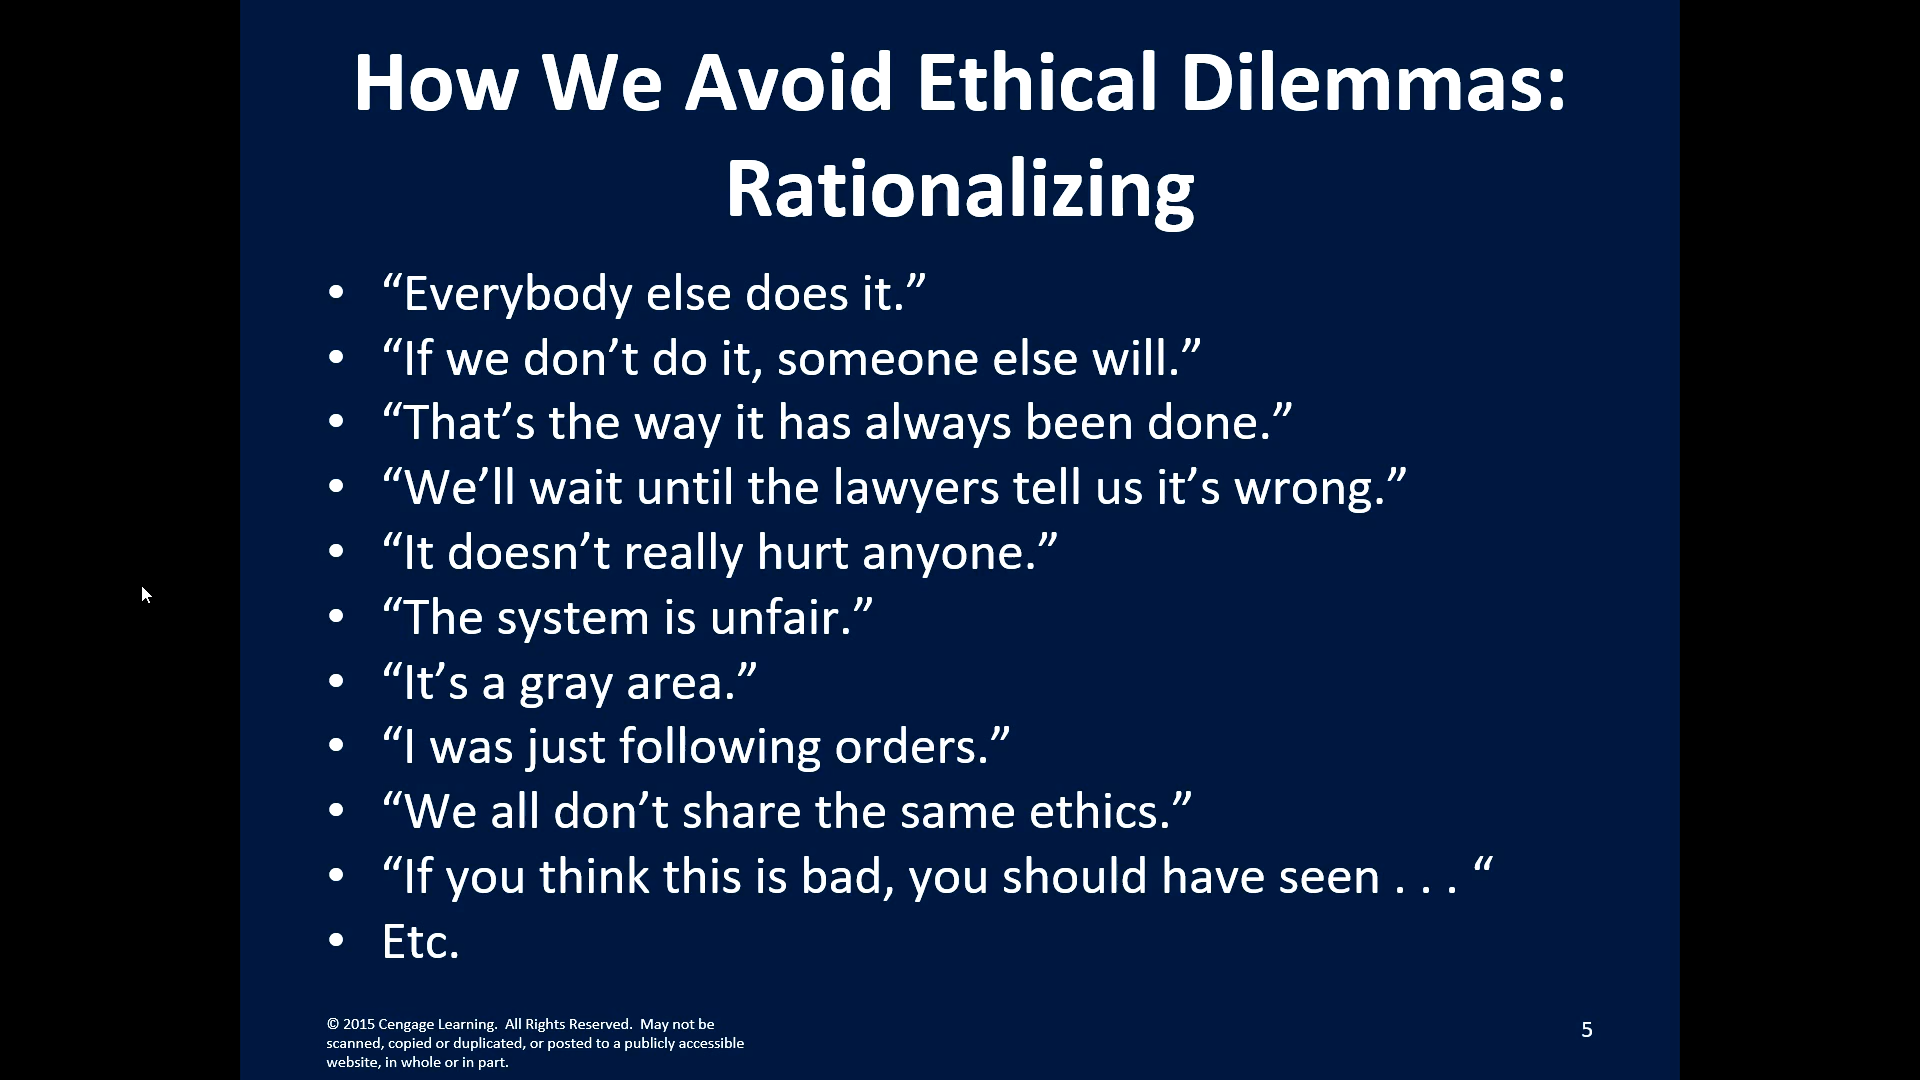 How We Avoid Ethical Dilemmas:
Rationalizing
• “Everybody else does it.”
• “If we don’t do it, someone else will.”
• “That’s the way it has always been done.”
• “We’ll wait until the lawyers tell us it’s wrong.”
• “It doesn’t really hurt anyone.”
• “The system is unfair.”
• “It’s a gray area.”
• “I was just following orders.”
• “We all don’t share the same ethics.”
• “If you think this is bad, you should have seen . . . “
• Etc.
© 2015 Cengage Learning.  All Rights Reserved.  May not be
scanned, copied or duplicated, or posted to a publicly accessible
website, in whole or in part.
5